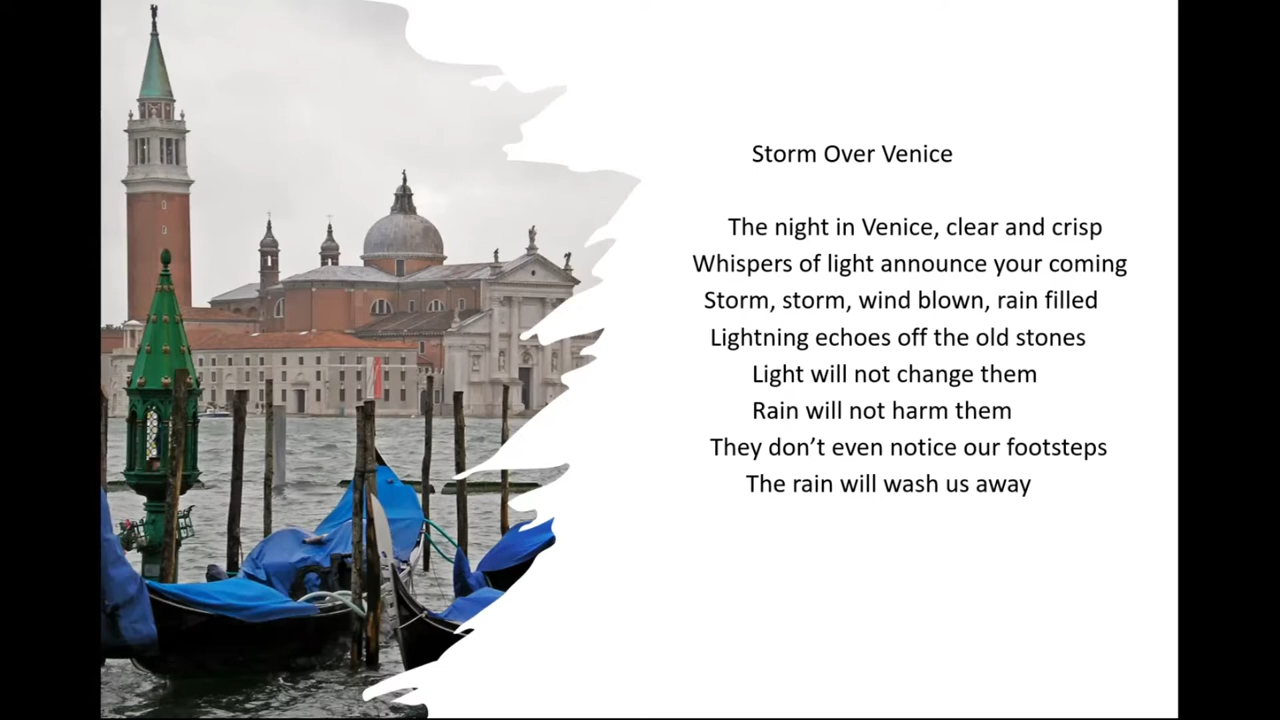 Storm Over Venice
The night in Venice, clear and crisp
Whispers of light announce your coming
Storm, storm, wind blown, rain filled
Lightning echoes off the old stones
Light will not change them
Rain will not harm them
They don’t even notice our footsteps
The rain will wash us away